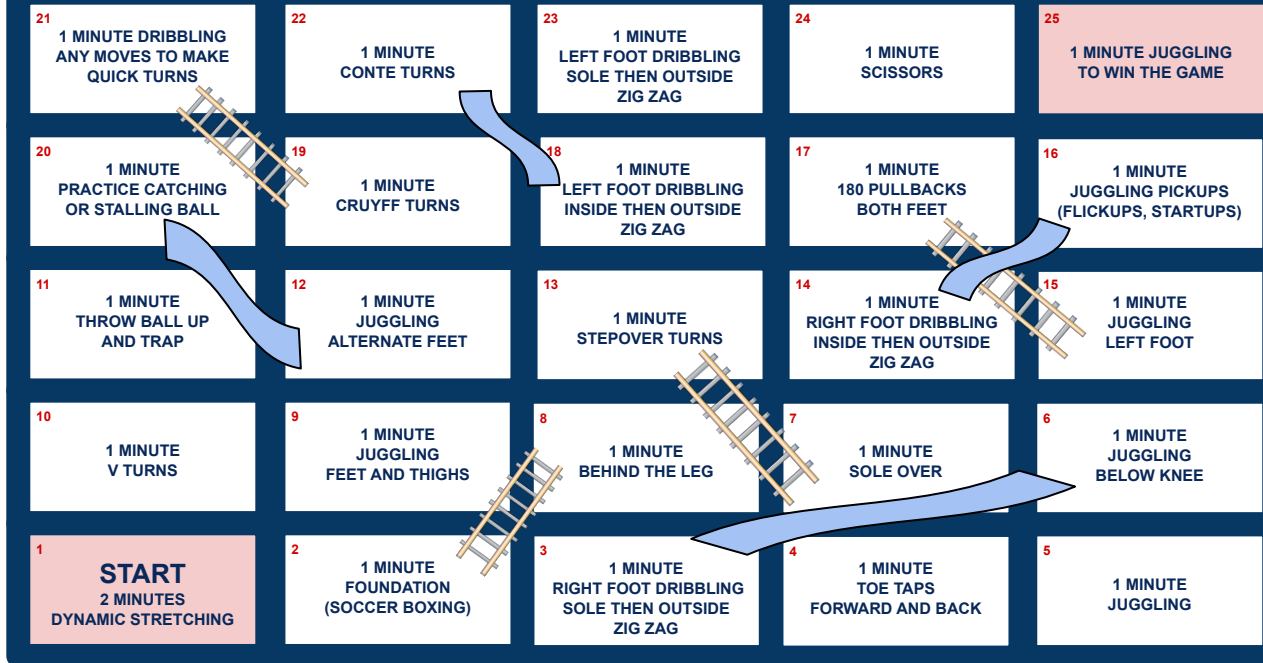 21
1 MINUTE DRIBBLING
ANY MOVES TO MAKE
QUICK TURNS
22
1 MINUTE
CONTE TURNS
23
1 MINUTE
LEFT FOOT DRIBBLING
SOLE THEN OUTSIDE
ZIG ZAG
24
1 MINUTE
SCISSORS
25
1 MINUTE JUGGLING
TO WIN THE GAME
20
1 MINUTE
PRACTICE CATCHING
OR STALLING BALL
19
1 MINUTE
CRUYFF TURNS
18
1 MINUTE
LEFT FOOT DRIBBLING
INSIDE THEN OUTSIDE
ZIG ZAG
17
1 MINUTE
180 PULLBACKS
BOTH FEET
16
1 MINUTE
JUGGLING PICKUPS
(FLICKUPS, STARTUPS)
11
1 MINUTE
THROW BALL UP
AND TRAP
12
1 MINUTE
JUGGLING
ALTERNATE FEET
13
1 MINUTE
STEPOVER TURNS
14
1 MINUTE
RIGHT FOOT DRIBBLING
INSIDE THEN OUTSIDE
ZIG ZAG
15
1 MINUTE
JUGGLING
LEFT FOOT
10
1 MINUTE
V TURNS
9
1 MINUTE
JUGGLING
FEET AND THIGHS
8
1 MINUTE
BEHIND THE LEG
7
1 MINUTE
SOLE OVER
6
1 MINUTE
JUGGLING
BELOW KNEE
1
START
2 MINUTES
DYNAMIC STRETCHING
2
1 MINUTE
FOUNDATION
(SOCCER BOXING)
3
1 MINUTE
RIGHT FOOT DRIBBLING
SOLE THEN OUTSIDE
ZIG ZAG
4
1 MINUTE
TOE TAPS
FORWARD AND BACK
5
1 MINUTE
JUGGLING